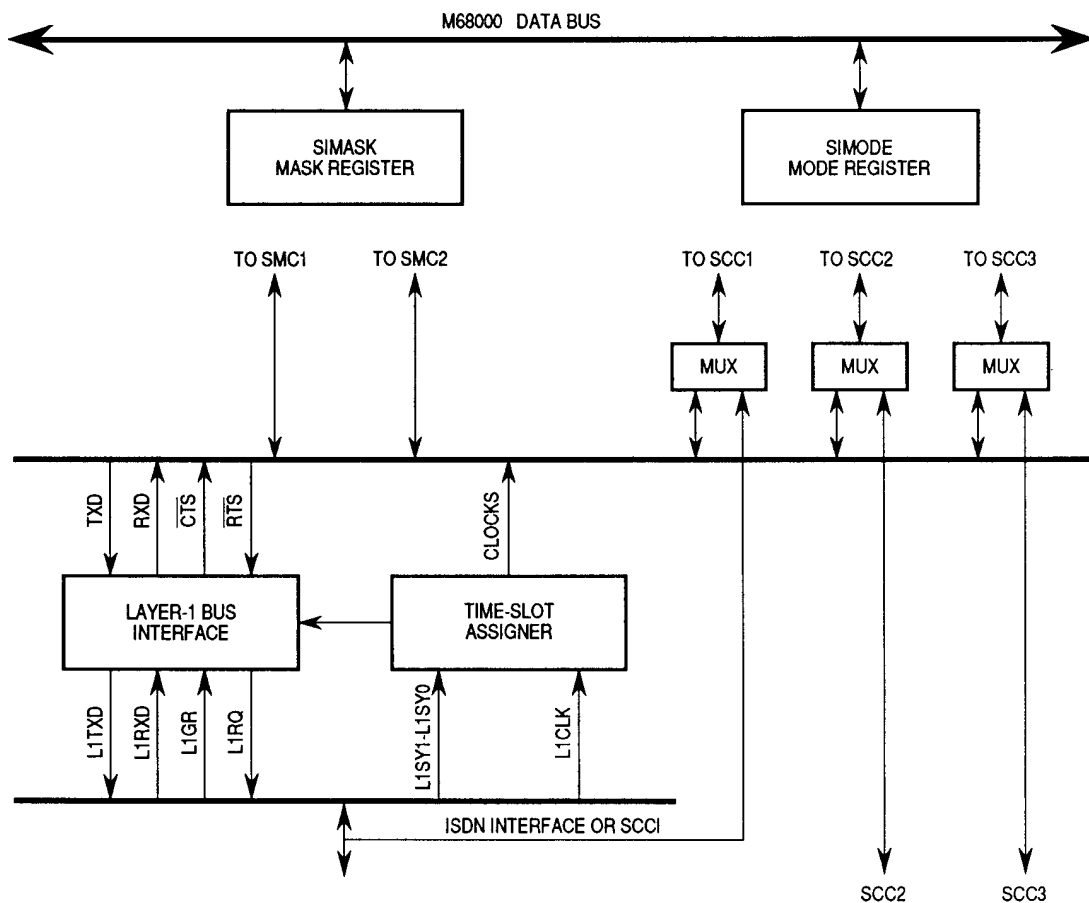 M68000 DATA BUS
SIMASK
MASK REGISTER
SIMODE
MODE REGISTER
TO SMC1
TO SMC2
TO SCC1
TO SCC2
TO SCC3
MUX
MUX
MUX
TXD
RXD
CTS
RTS
CLOCKS
LAYER-1 BUS
INTERFACE
TIME-SLOT
ASSIGNER
L1TXD
L1RXD
L1GR
L1RQ
L1SY1-L1SY0
L1CLK
ISDN INTERFACE OR SCCI
SCC2
SCC3